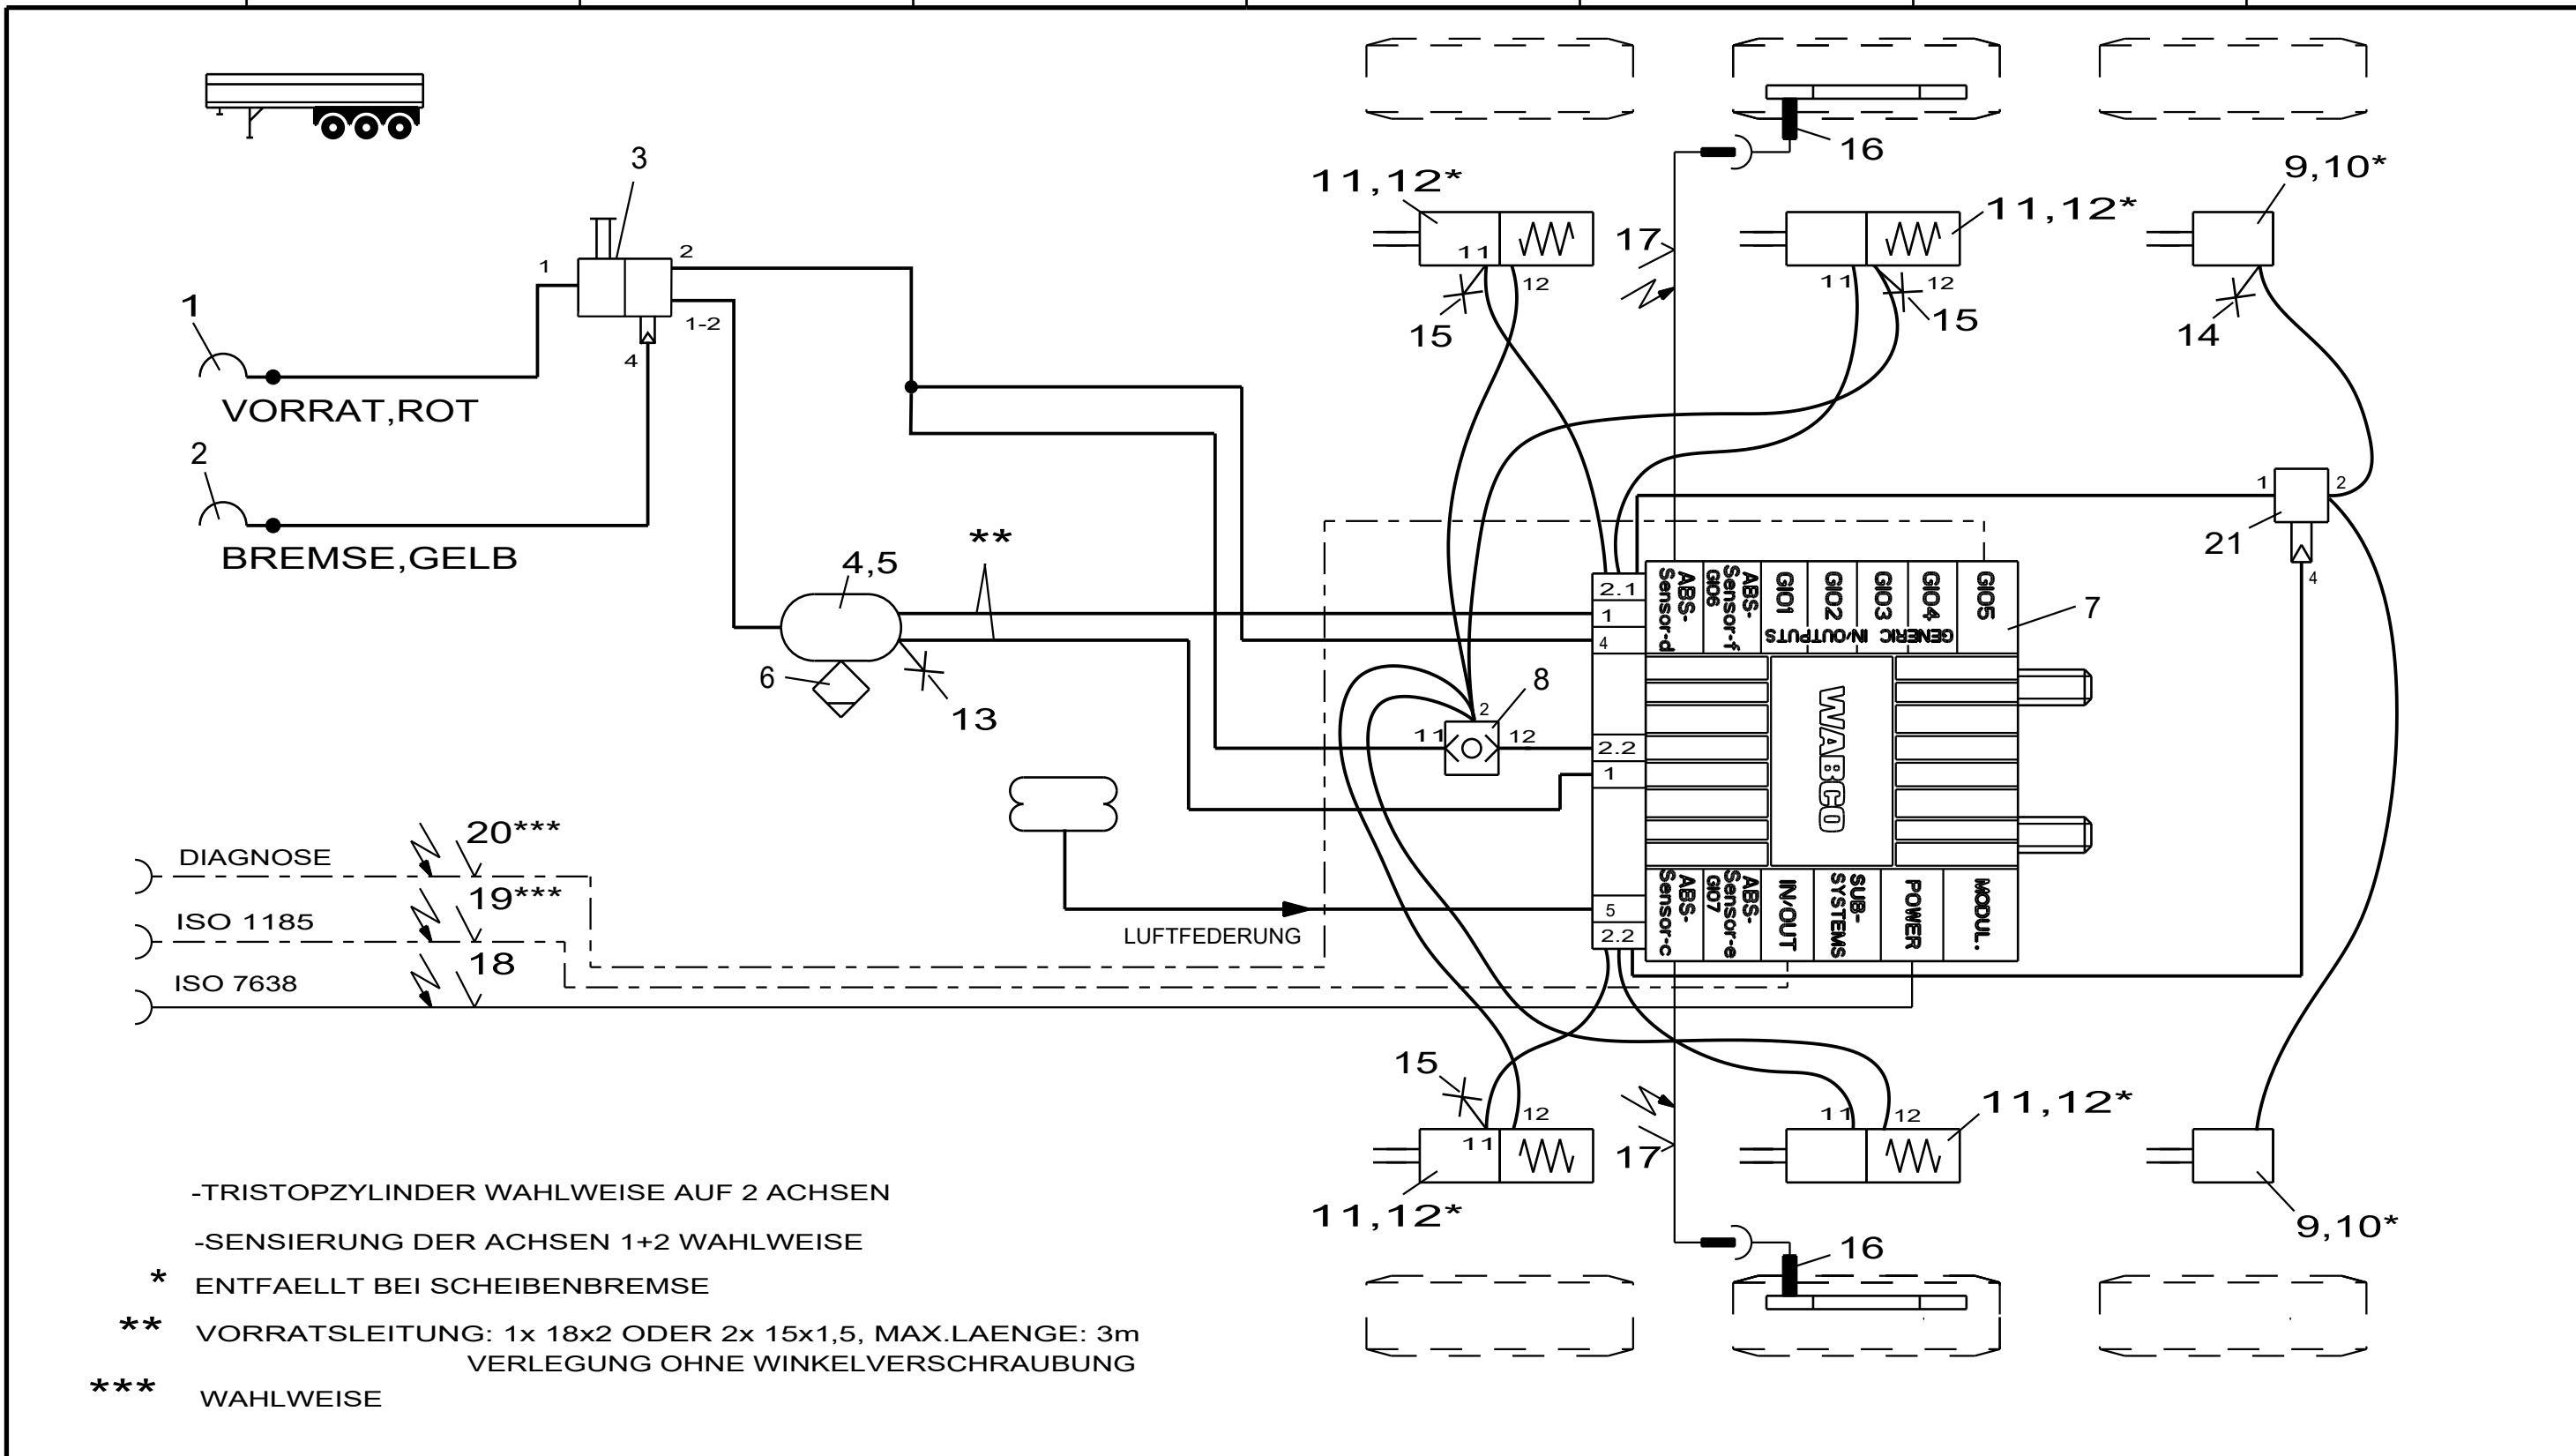 16
3
11,12*
11,12*
9,10*
17
1
2
11
12
11
12
1
1-2
15
15
14
4
VORRAT,ROT
2
1
2
**
BREMSE,GELB
21
4,5
4
2.1
ABS-
Sensor-d
ABS-
Sensor-f
GIO6
GIO1
GIO2
GIO3
GIO4
GIO5
GENERIC IN/OUTPUTS
1
7
4
6
13
8
2
11
12
2.2
1
WABCO
20***
DIAGNOSE
19***
ISO 1185
18
ISO 7638
LUFTFEDERUNG
5
2.2
ABS-
Sensor-c
ABS-
Sensor-e
GIO7
IN/OUT
SUB-
SYSTEMS
POWER
MODUL.
15
12
11
11
12
11,12*
17
-TRISTOPZYLINDER WAHLWEISE AUF 2 ACHSEN
11,12*
9,10*
-SENSIERUNG DER ACHSEN 1+2 WAHLWEISE
16
* ENTFAELLT BEI SCHEIBENBREMSE
** VORRATSLEITUNG: 1x 18x2 ODER 2x 15x1,5, MAX.LAENGE: 3m
VERLEGUNG OHNE WINKELVERSCHRAUBUNG
*** WAHLWEISE